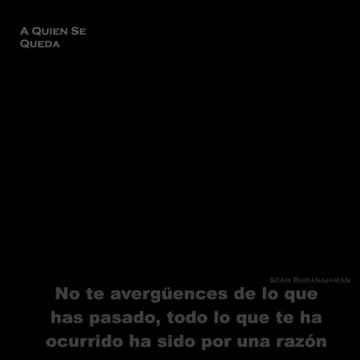 A Quien Se
Queda
Seán Buranahiran
No te avergüences de lo que
has pasado, todo lo que te ha
ocurrido ha sido por una razón